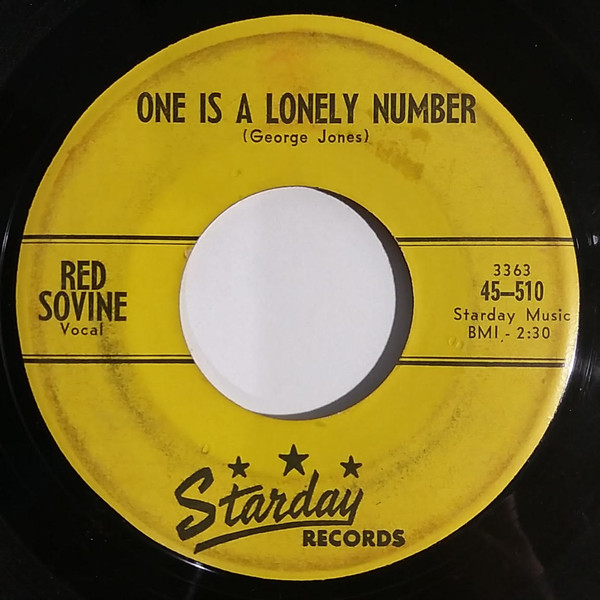 ONE IS A LONELY NUMBER
(George Jones)
RED
SOVINE
Vocal
3363
45—510
Starday Music
BMI - 2:30
Starday
RECORDS